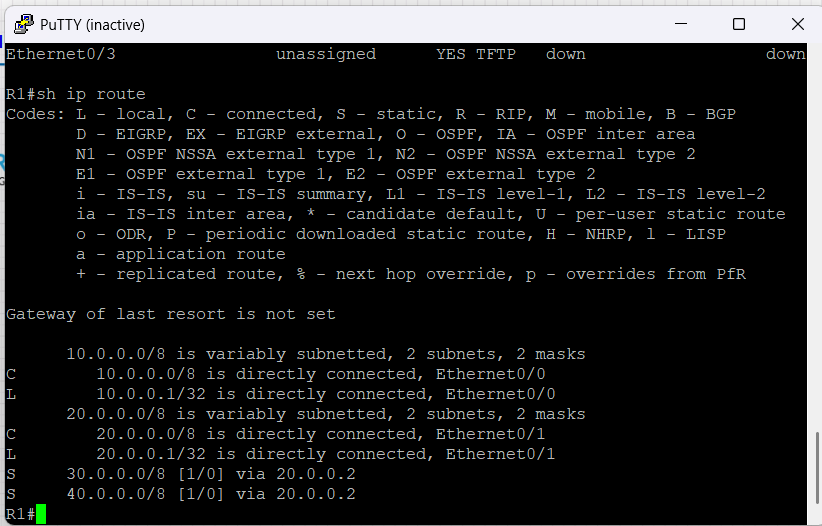 PuTTY (inactive)
Ethernet0/3 unassigned YES TFTP down down
R1#sh ip route
Codes: L - local, C - connected, S - static, R - RIP, M - mobile, B - BGP
D - EIGRP, EX - EIGRP external, O - OSPF, IA - OSPF inter area
N1 - OSPF NSSA external type 1, N2 - OSPF NSSA external type 2
E1 - OSPF external type 1, E2 - OSPF external type 2
i - IS-IS, su - IS-IS summary, L1 - IS-IS level-1, L2 - IS-IS level-2
ia - IS-IS inter area, * - candidate default, U - per-user static route
o - ODR, P - periodic downloaded static route, H - NHRP, l - LISP
a - application route
+ - replicated route, % - next hop override, p - overrides from PfR
Gateway of last resort is not set
10.0.0.0/8 is variably subnetted, 2 subnets, 2 masks
C 10.0.0.0/8 is directly connected, Ethernet0/0
L 10.0.0.1/32 is directly connected, Ethernet0/0
20.0.0.0/8 is variably subnetted, 2 subnets, 2 masks
C 20.0.0.0/8 is directly connected, Ethernet0/1
L 20.0.0.1/32 is directly connected, Ethernet0/1
S 30.0.0.0/8 [1/0] via 20.0.0.2
S 40.0.0.0/8 [1/0] via 20.0.0.2
R1#